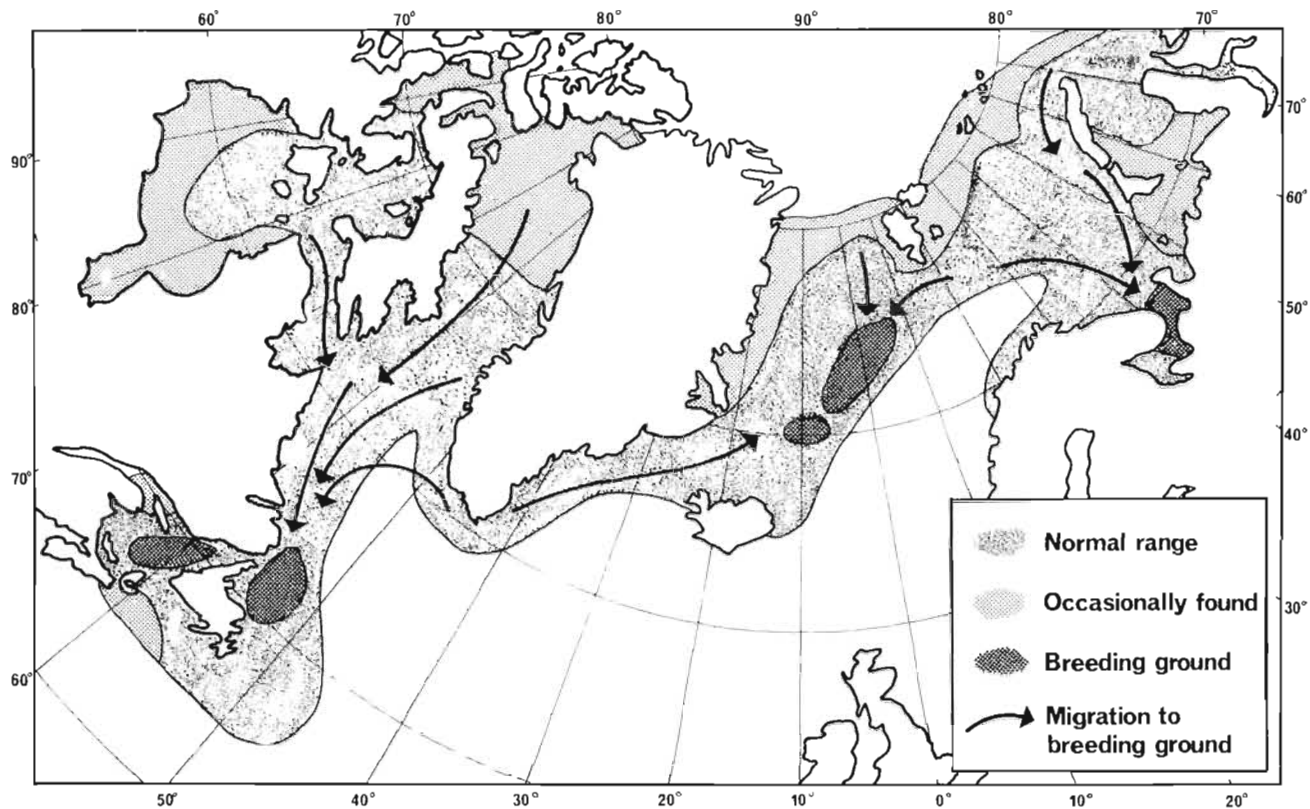 60° 70° 80° 90° 80° 70°
90°
80°
70°
60°
70°
60°
50°
40°
30°
50° 40° 30° 20° 10° 0° 10° 20°
Normal range
Occasionally found
Breeding ground
Migration to
breeding ground